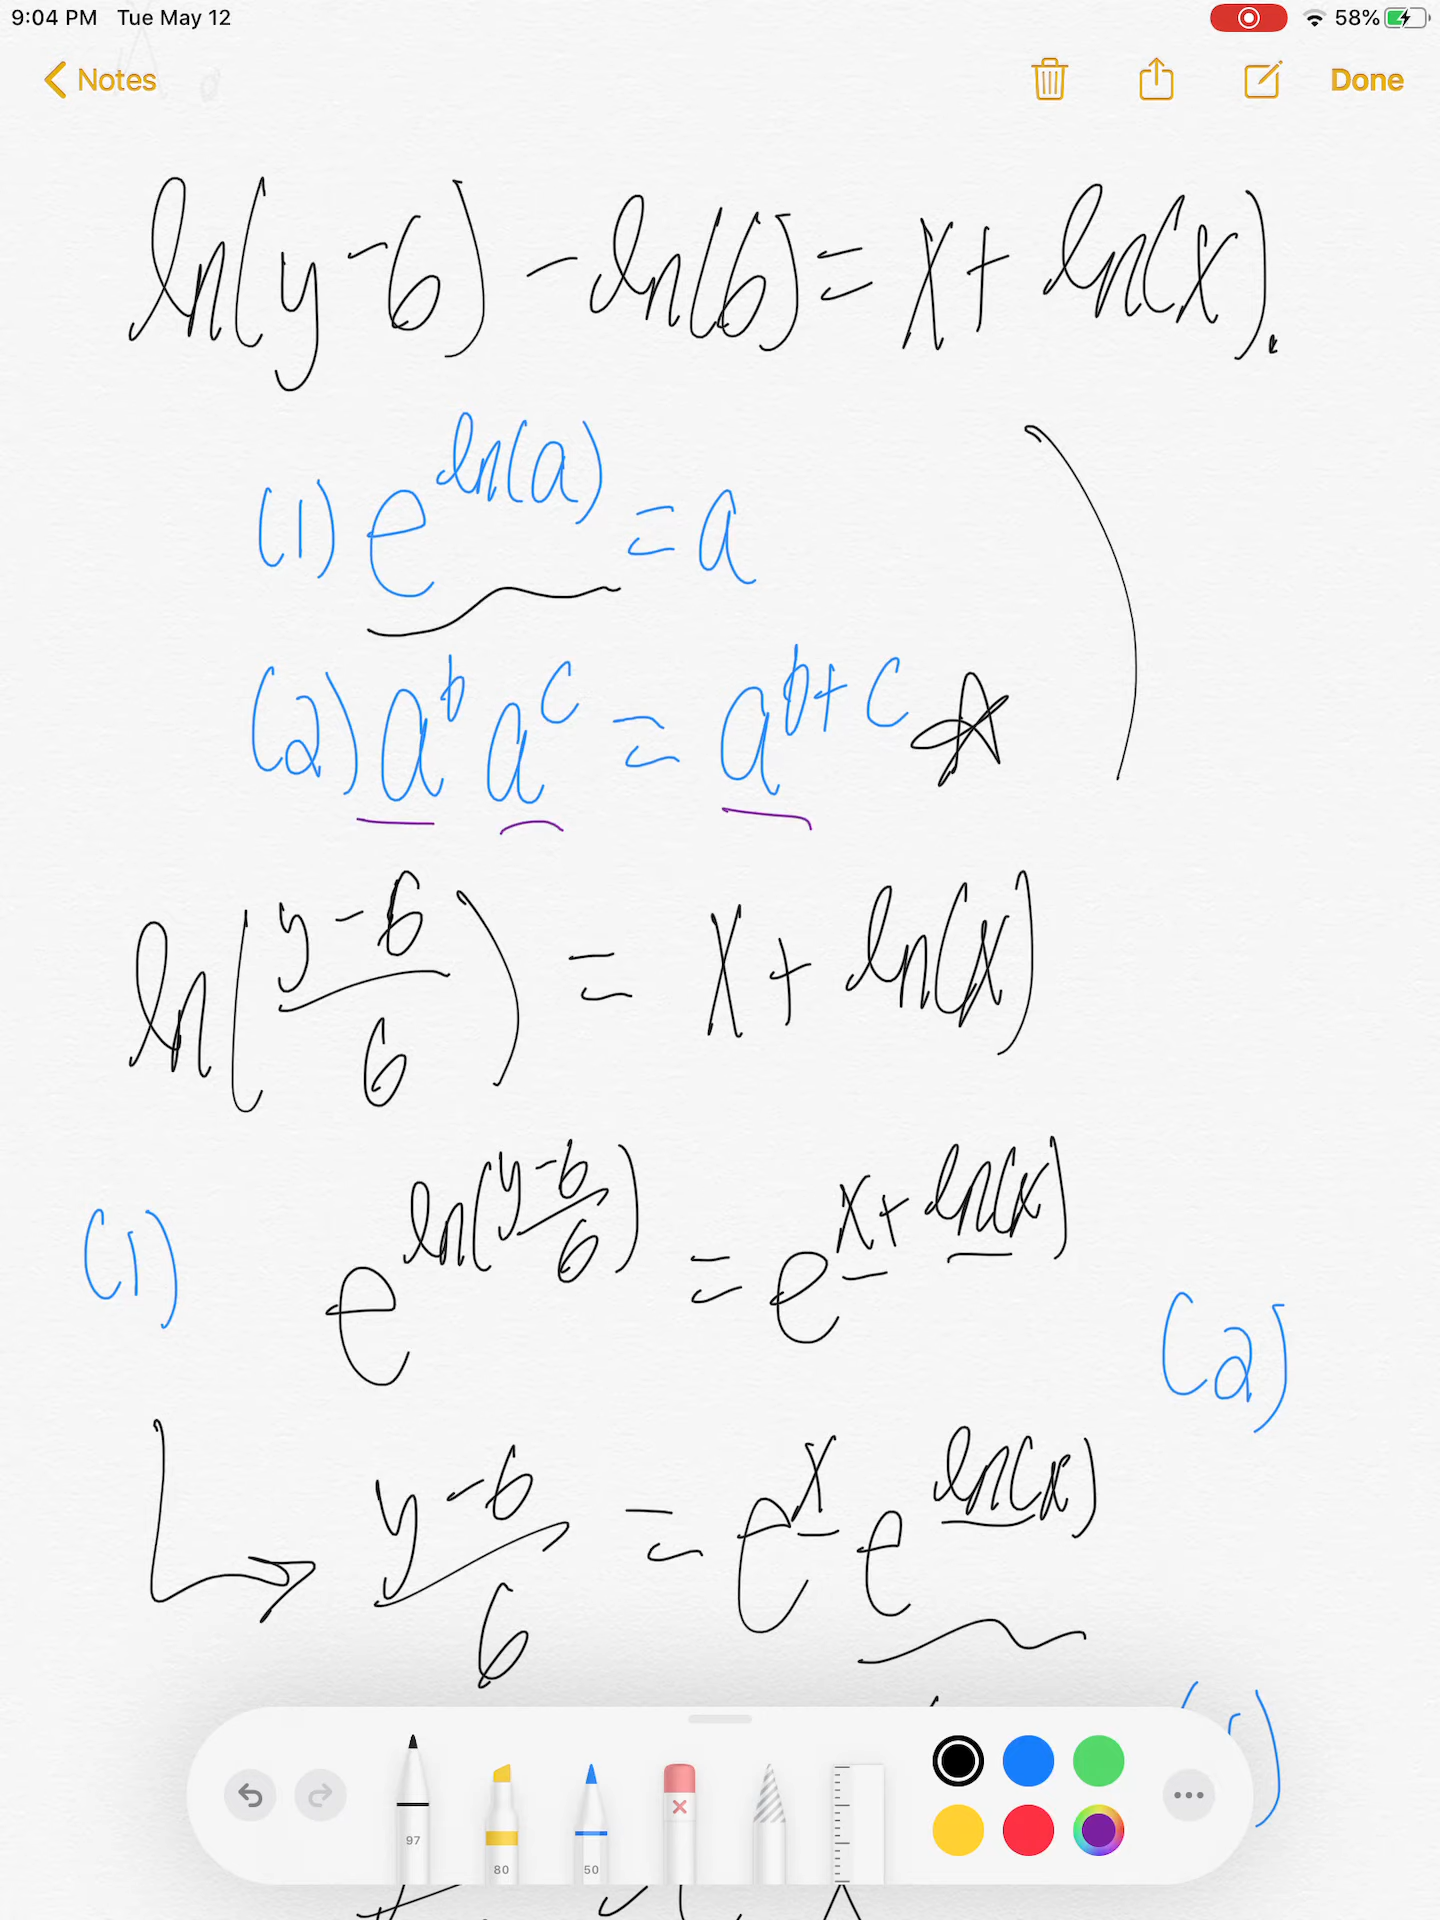 9:04 PM Tue May 12 58%
Notes Done
ln(y-6) - ln(6) = x + ln(x).
(1) e^ln(a) = a
(2) a^b a^c = a^b+c
ln(y-6/6) = x + ln(x)
(1) e^ln(y-6/6) = e^x+ln(x)
(2)
y-6/6 = e^x e^ln(x)
97 80 50